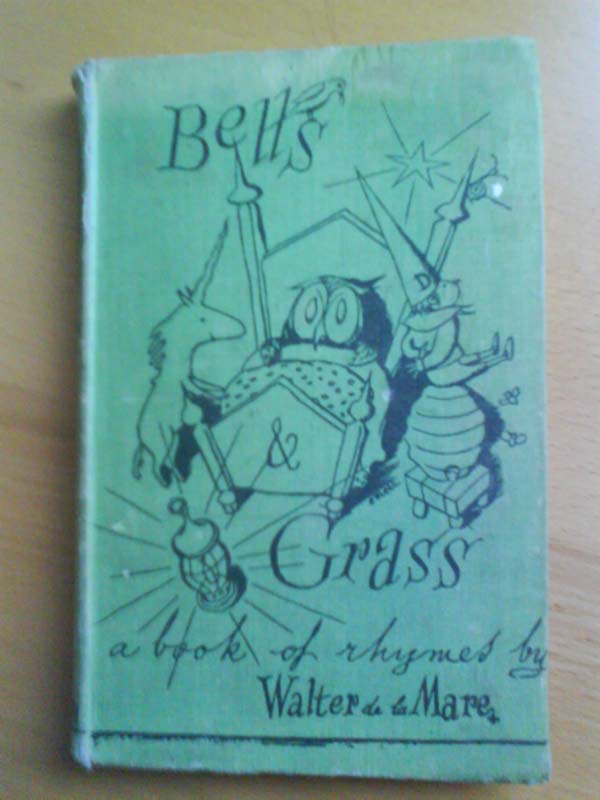 Bells
D
&
Grass
a book of rhymes by
Walter de la Mare